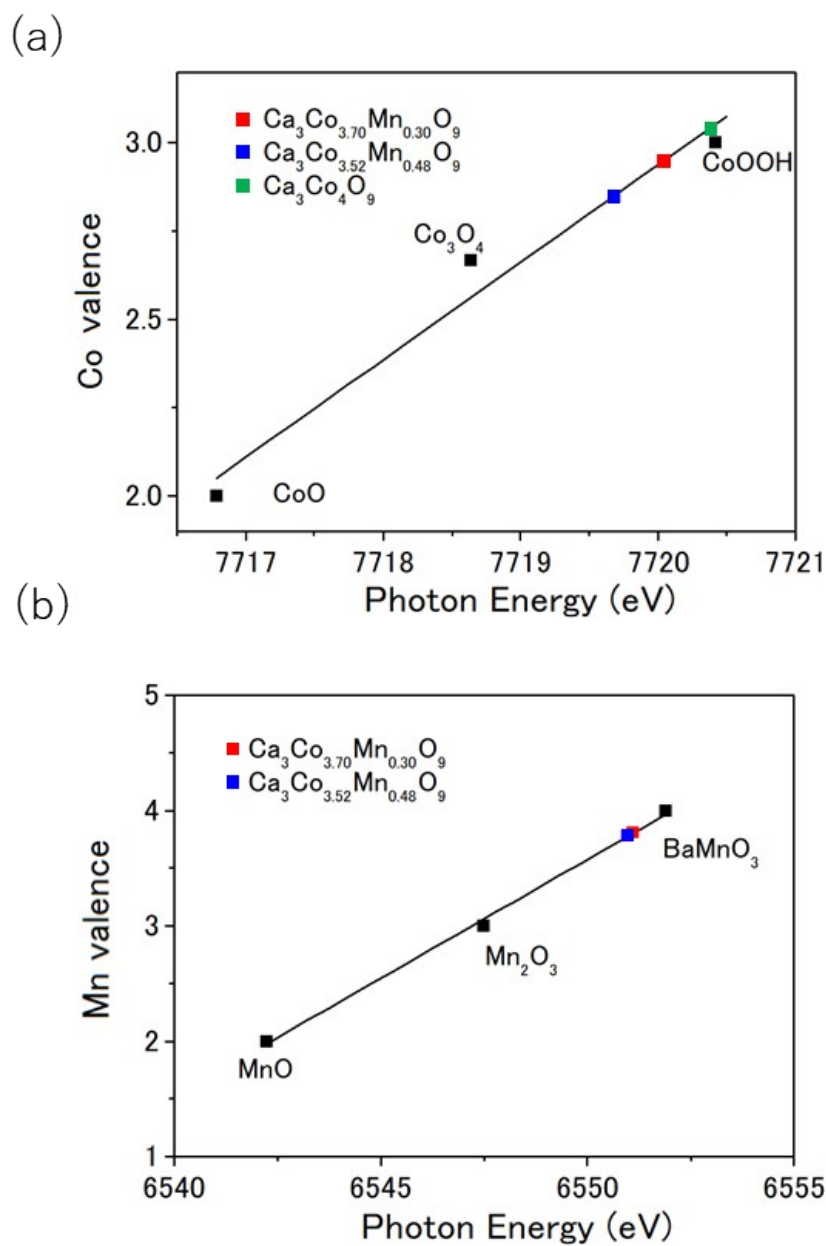 (a)
Ca₃Co₃.₇₀Mn₀.₃₀O₉
Ca₃Co₃.₅₂Mn₀.₄₈O₉
Ca₃Co₄O₉
CoOOH
Co₃O₄
CoO
Co valence
3.0
2.5
2.0
7717 7718 7719 7720 7721
Photon Energy (eV)
(b)
Ca₃Co₃.₇₀Mn₀.₃₀O₉
Ca₃Co₃.₅₂Mn₀.₄₈O₉
BaMnO₃
Mn₂O₃
MnO
Mn valence
5
4
3
2
1
6540 6545 6550 6555
Photon Energy (eV)